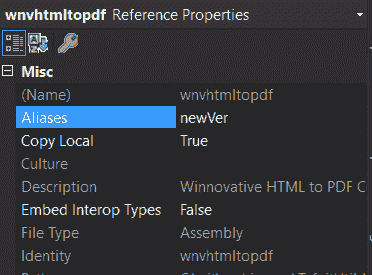 wnvhtmltopdf Reference Properties
Misc
(Name) wnvhtmltopdf
Aliases newVer
Copy Local True
Culture
Description Winnovative HTML to PDF C
Embed Interop Types False
File Type Assembly
Identity wnvhtmltopdf